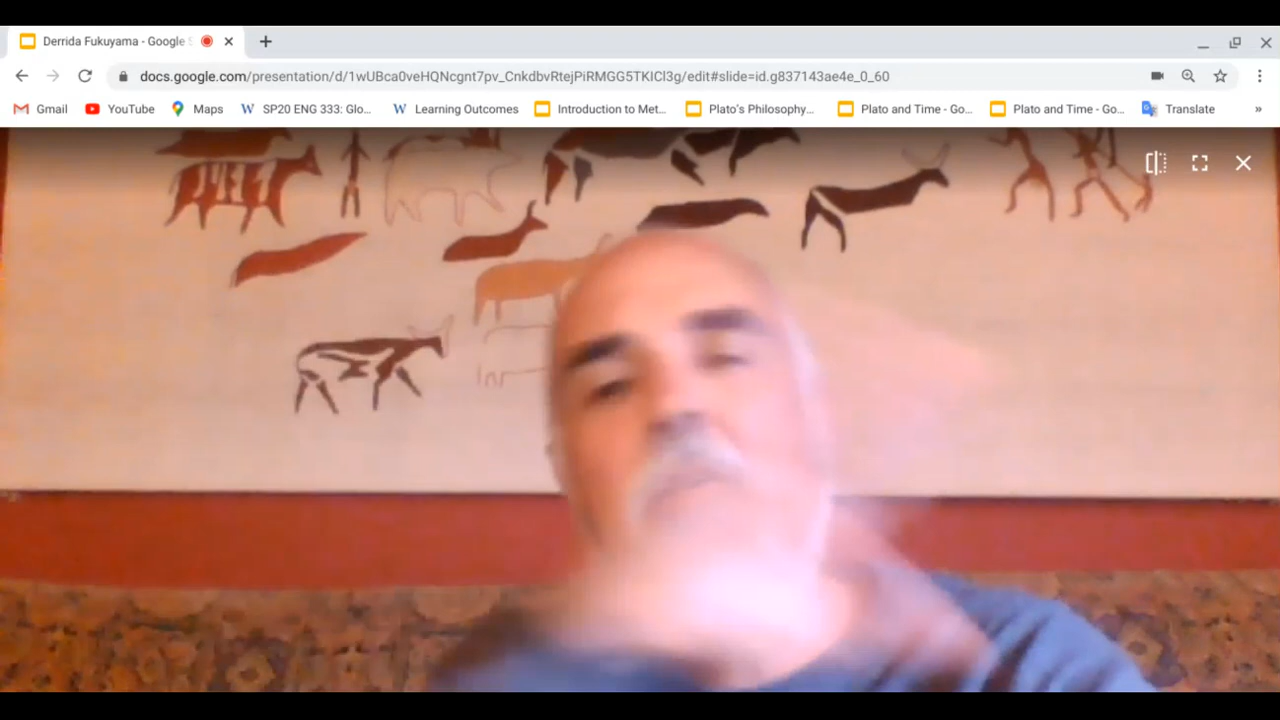 Derrida Fukuyama - Google
docs.google.com/presentation/d/1wUBca0veHQNcgnt7pv_CnkdbvRtejPiRMGG5TKICl3g/edit#slide=id.g837143ae4e_0_60
Gmail YouTube Maps W SP20 ENG 333: Glo... W Learning Outcomes Introduction to Met... Plato's Philosophy... Plato and Time - Go... Plato and Time - Go... Translate »